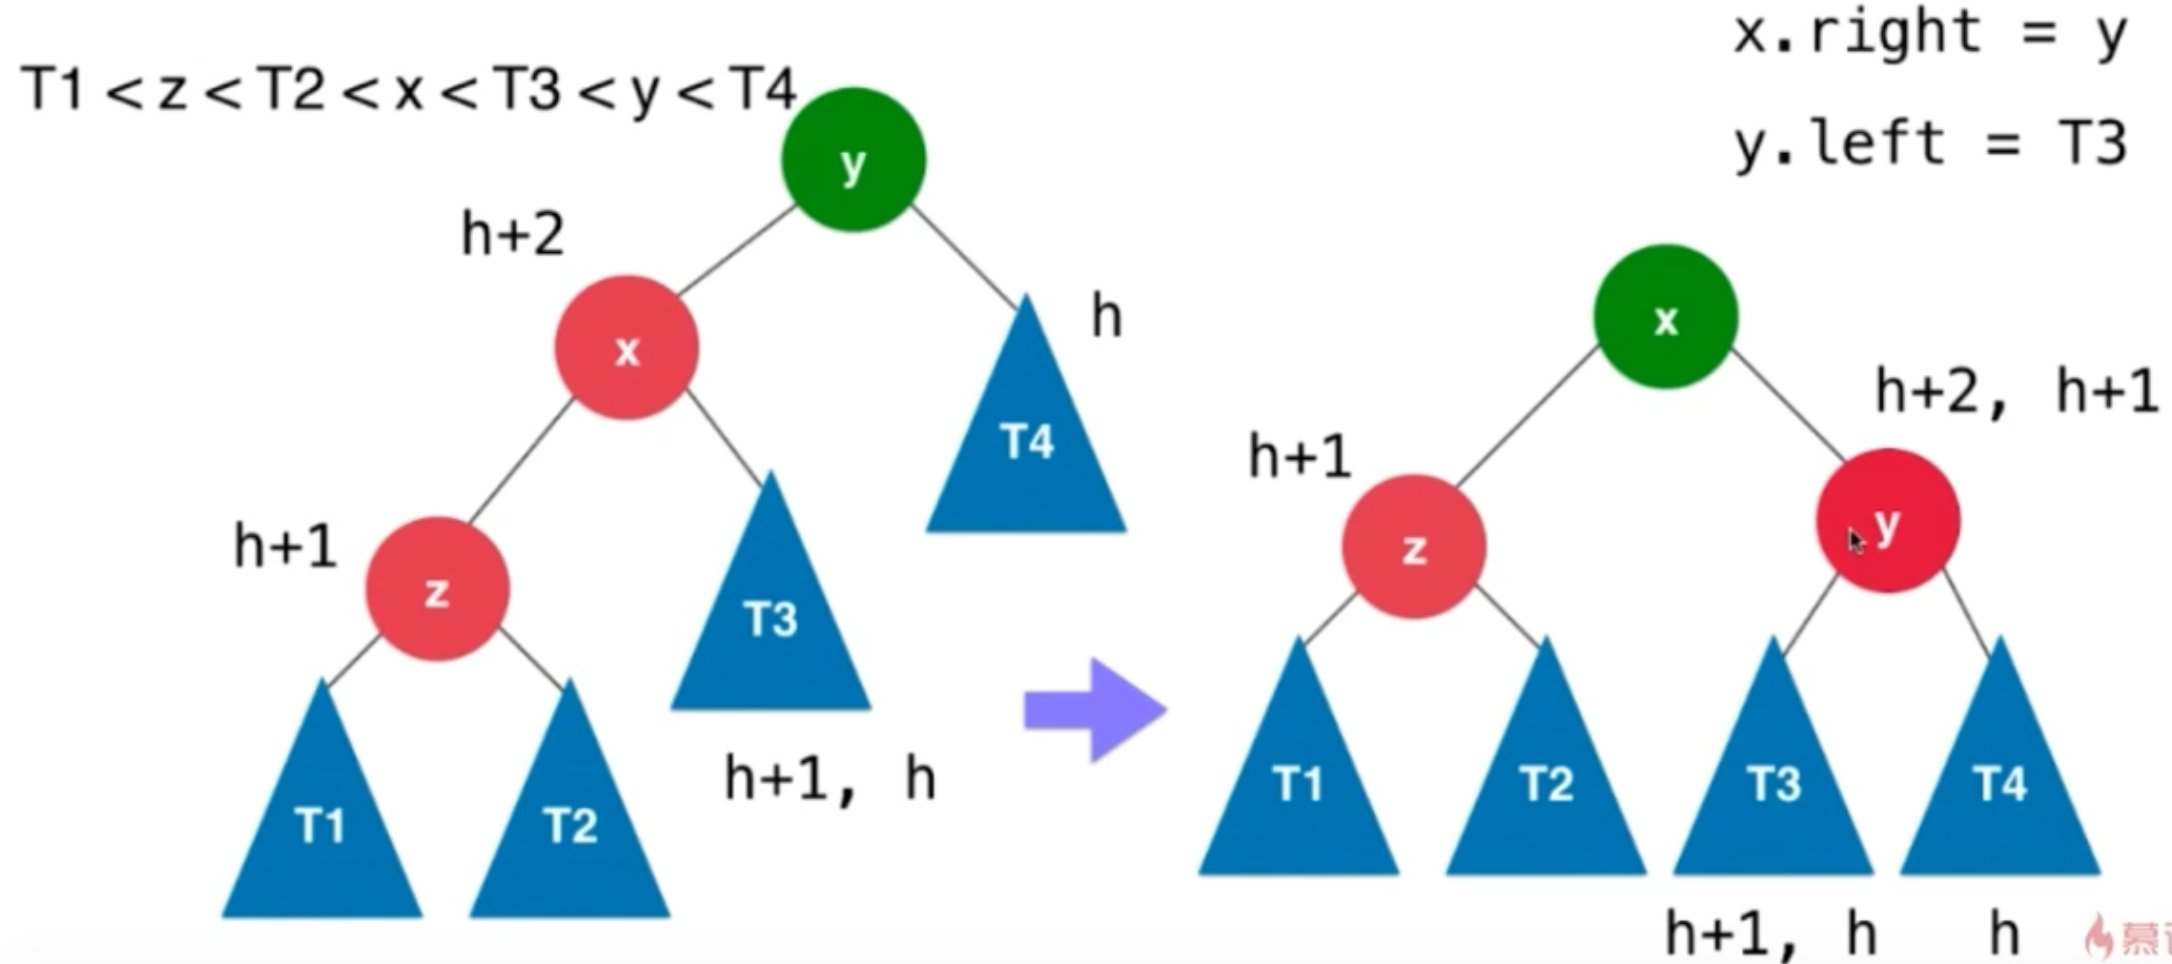 x.right = y
T1 < z < T2 < x < T3 < y < T4
y.left = T3
y
h+2
h
x
x
h+2, h+1
T4
h+1
y
h+1
z
z
T3
h+1, h
T1
T2
T1
T2
T3
T4
h+1, h
h
慕